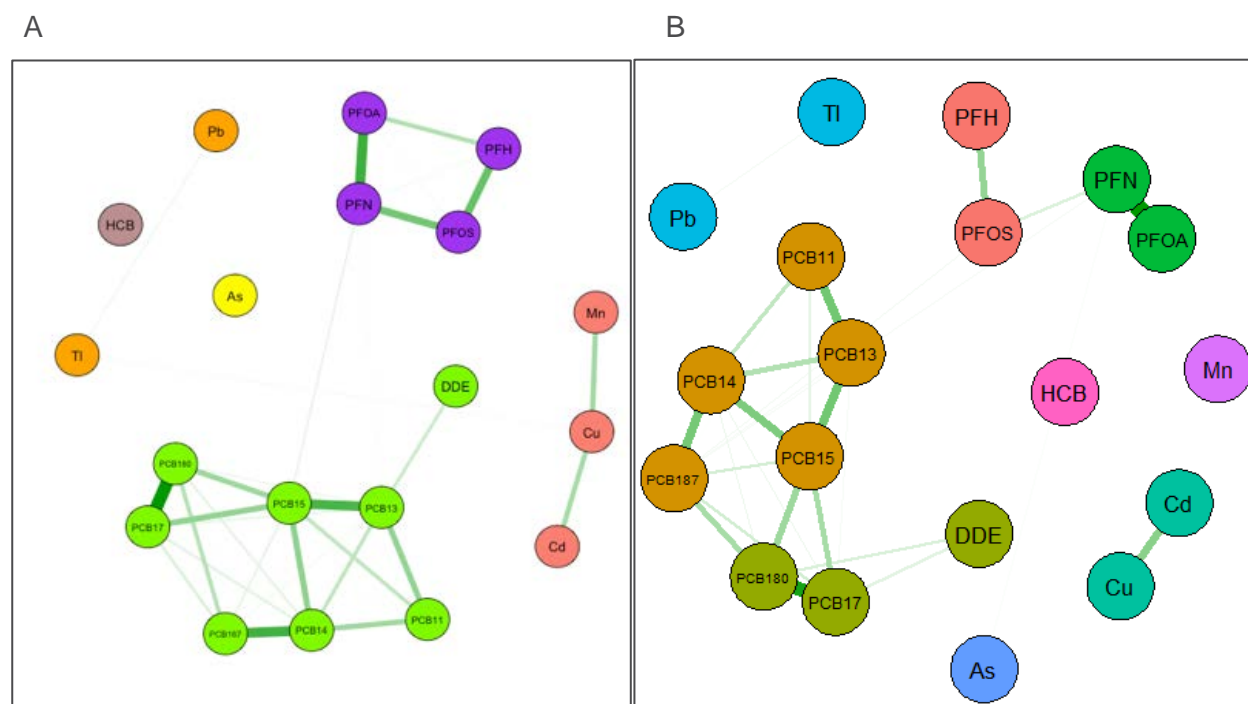 A
B
PFOA
Pb
PFH
HCB
PFN
PFOS
As
Mn
Tl
DDE
Cu
PCB180
PCB15
PCB13
PCB17
Cd
PCB187
PCB14
PCB11
Tl
PFH
PFN
Pb
PFOS
PFOA
PCB11
PCB13
PCB14
HCB
Mn
PCB15
PCB187
Cd
DDE
PCB180
Cu
PCB17
As